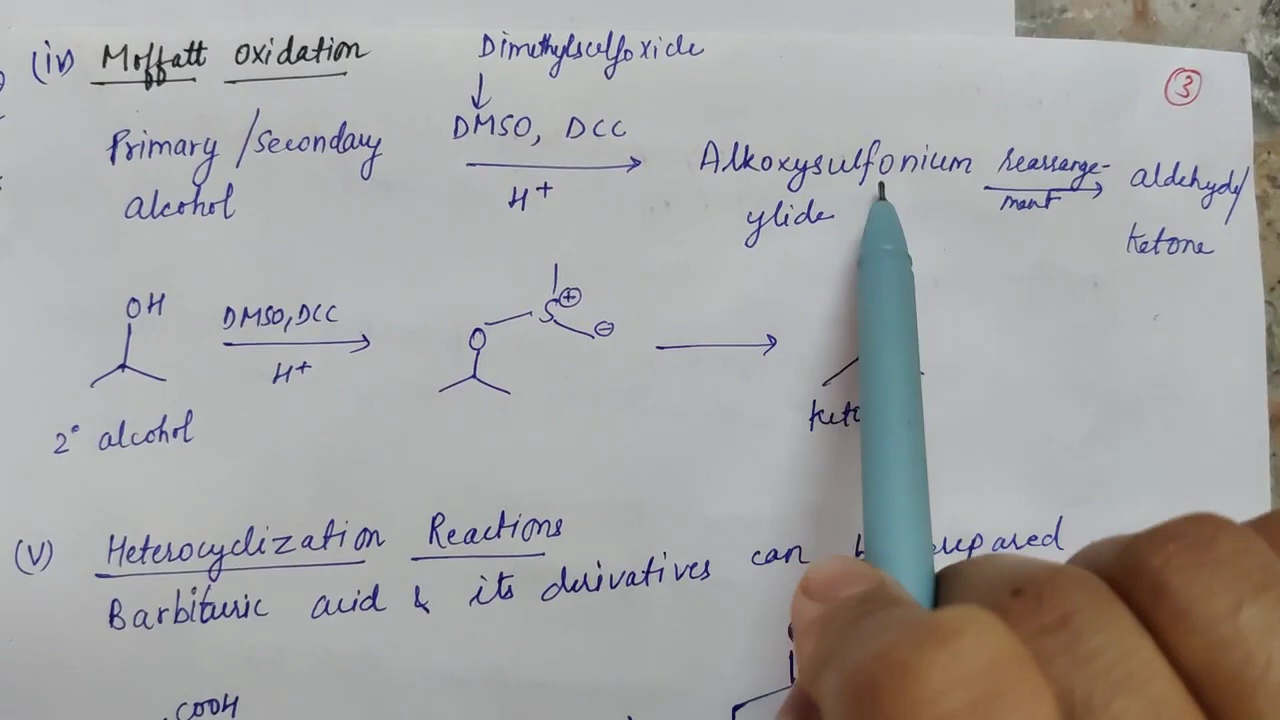 (iv) Moffatt oxidation
Dimethylsulfoxide
3
↓
DMSO, DCC
H+
Primary/secondary
alcohol
Alkoxysulfonium
ylide
rearrange-
ment
aldehyde/
Ketone
OH
DMSO, DCC
H+
2° alcohol
O
S
⊕
⊖
(V) Heterocyclization Reactions
Barbituric acid & its derivatives can
COOH